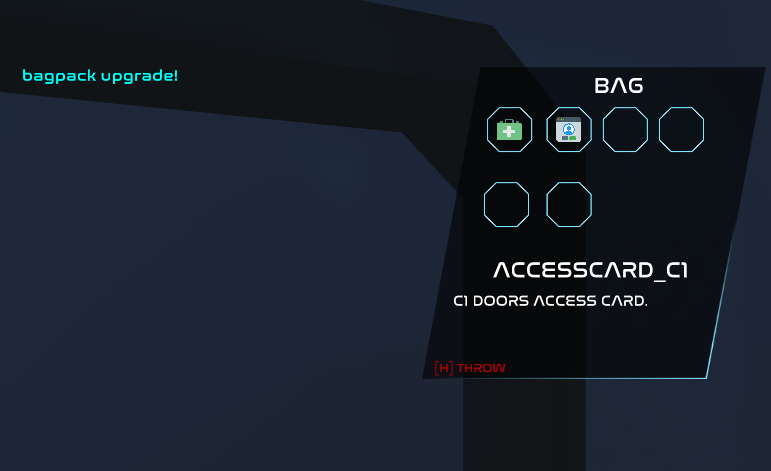 bagpack upgrade!
BAG
ACCESSCARD_C1
C1 DOORS ACCESS CARD.
[H] THROW